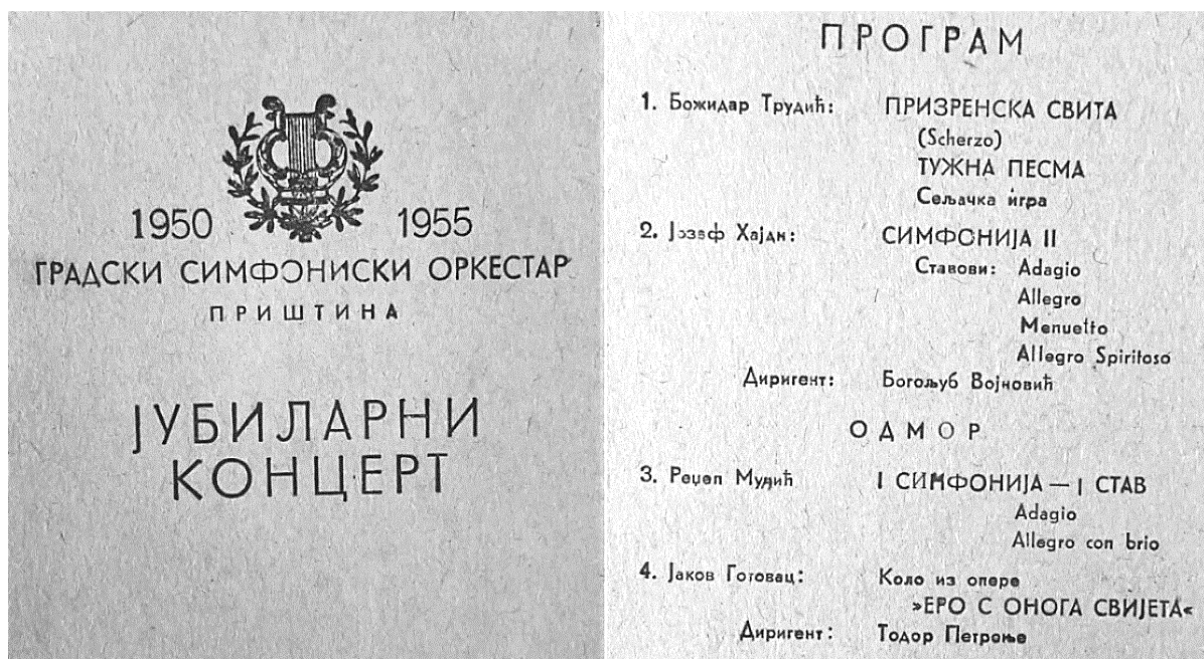 1950 1955
ГРАДСКИ СИМФОНИСКИ ОРКЕСТАР
ПРИШТИНА
ЈУБИЛАРНИ
КОНЦЕРТ
ПРОГРАМ
1. Божидар Трудић: ПРИЗРЕНСКА СВИТА
(Scherzo)
ТУЖНА ПЕСМА
Сељачка игра
2. Јозеф Хајдн: СИМФОНИЈА II
Ставови: Adagio
Allegro
Menuetto
Allegro Spiritoso
Диригент: Богољуб Војновић
ОДМОР
3. Реџеп Мулић I СИМФОНИЈА — I СТАВ
Adagio
Allegro con brio
4. Јаков Готовац: Коло из опере
»ЕРО С ОНОГА СВИЈЕТА«
Диригент: Тодор Петроње